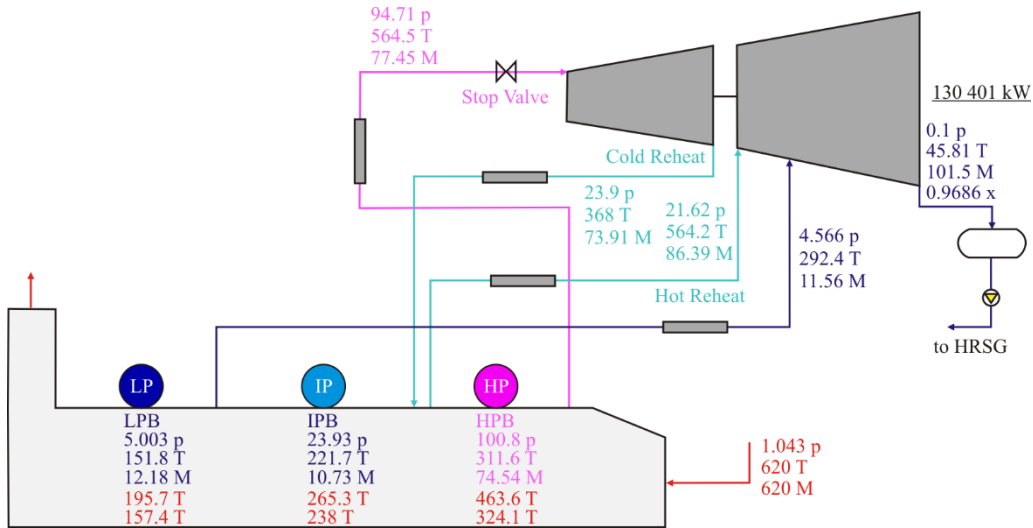 94.71 p
564.5 T
77.45 M
Stop Valve
130 401 kW
0.1 p
45.81 T
101.5 M
0.9686 x
Cold Reheat
23.9 p
368 T
73.91 M
21.62 p
564.2 T
86.39 M
4.566 p
292.4 T
11.56 M
Hot Reheat
to HRSG
LP
IP
HP
LPB
5.003 p
151.8 T
12.18 M
195.7 T
157.4 T
IPB
23.93 p
221.7 T
10.73 M
265.3 T
238 T
HPB
100.8 p
311.6 T
74.54 M
463.6 T
324.1 T
1.043 p
620 T
620 M